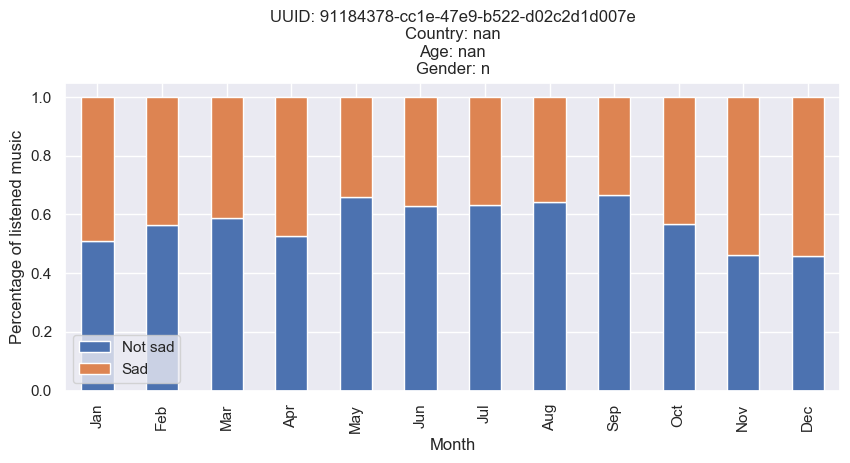 UUID: 91184378-cc1e-47e9-b522-d02c2d1d007e
Country: nan
Age: nan
Gender: n
Percentage of listened music
1.0
0.8
0.6
0.4
0.2
0.0
Not sad
Sad
Jan Feb Mar Apr May Jun Jul Aug Sep Oct Nov Dec
Month